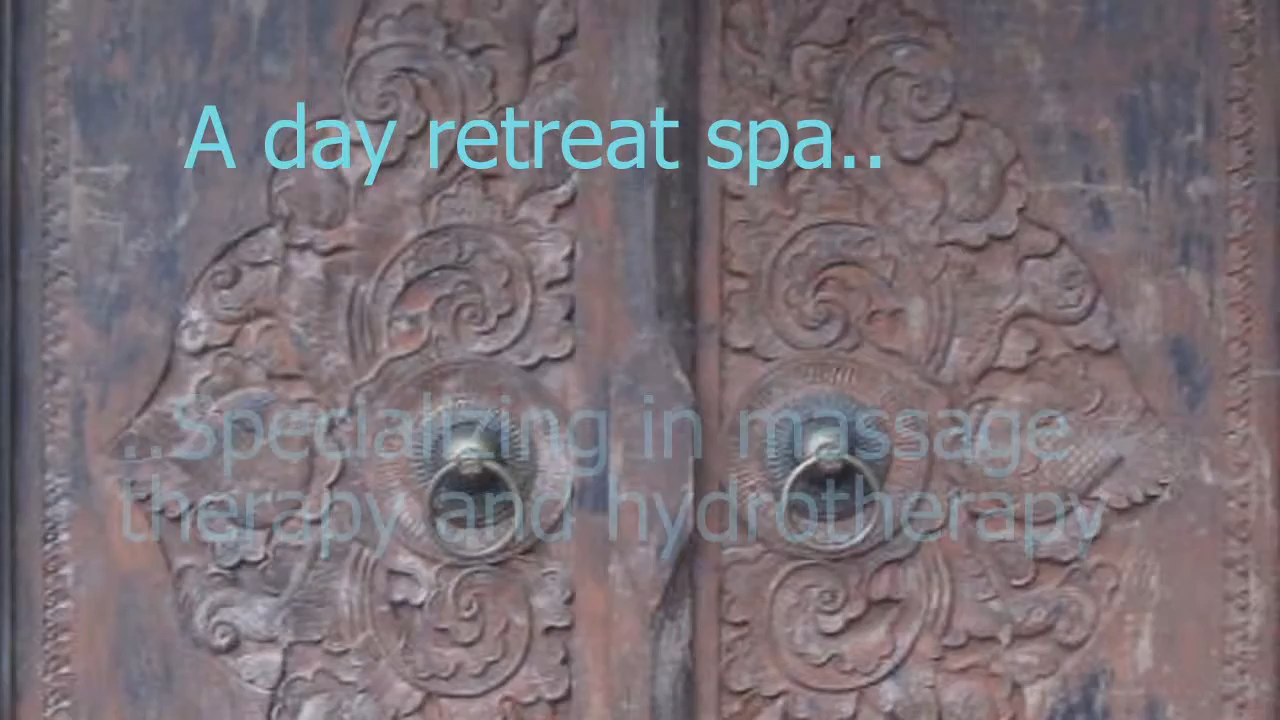 A day retreat spa..
..Specializing in massage
therapy and hydrotherapy